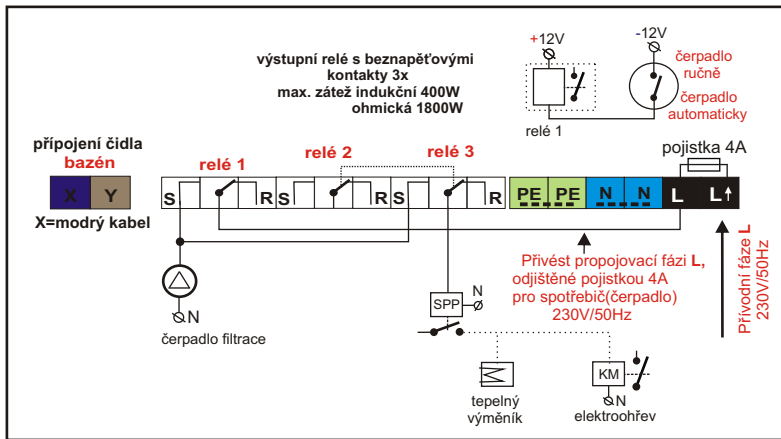 +12V
-12V
výstupní relé s beznapěťovými
kontakty 3x
max. zátež indukční 400W
ohmická 1800W
čerpadlo
ručně
čerpadlo
automaticky
relé 1
přípojení čidla
bazén
relé 1
relé 2
relé 3
pojistka 4A
X Y
S R S R S R
PE PE N N L L
X=modrý kabel
Přivést propojovací fázi L,
odjištěné pojistkou 4A
pro spotřebič(čerpadlo)
230V/50Hz
Přívodní fáze L
230V/50Hz
SPP
N
N
čerpadlo filtrace
tepelný
výměník
KM
N
elektroohřev